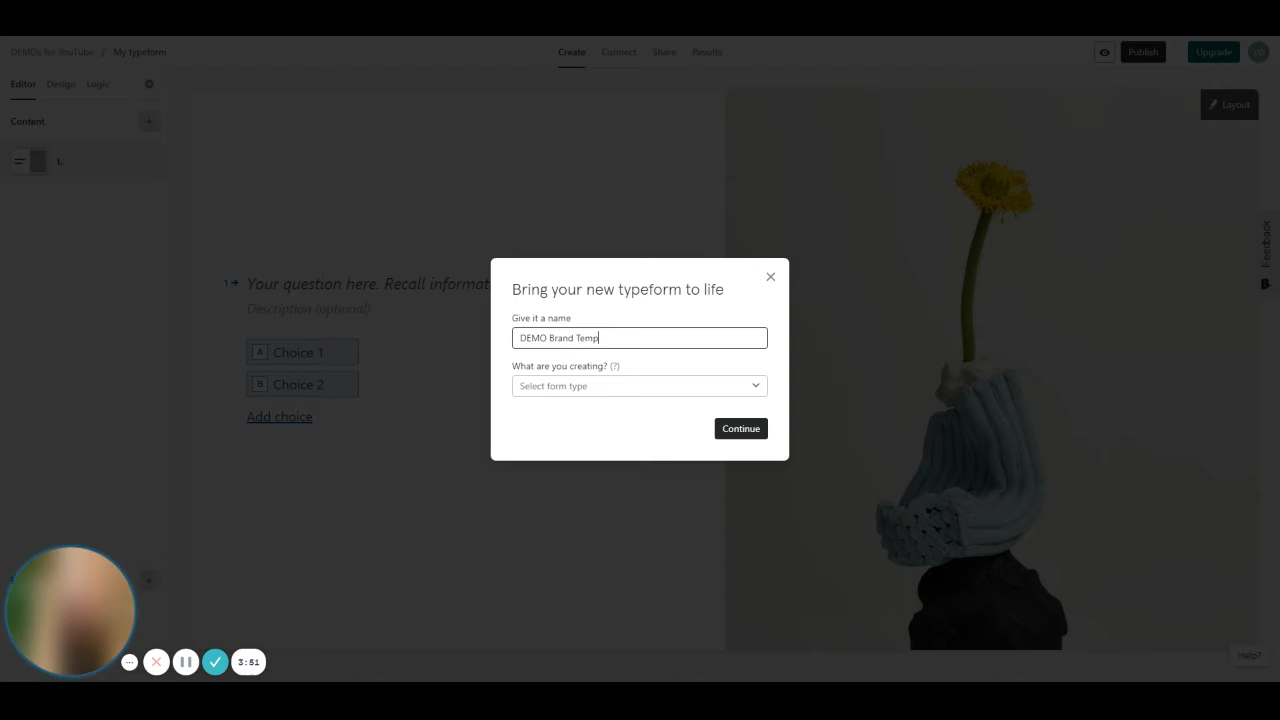 DEMOs for YouTube / My typeform
Create Connect Share Results
Publish Upgrade
Editor Design Logic
Content
Layout
1.
Feedback
1 Your question here. Recall informat
Description (optional)
A Choice 1
B Choice 2
Add choice
Bring your new typeform to life
Give it a name
DEMO Brand Temp
What are you creating? (?)
Select form type
Continue
3:51
Help?